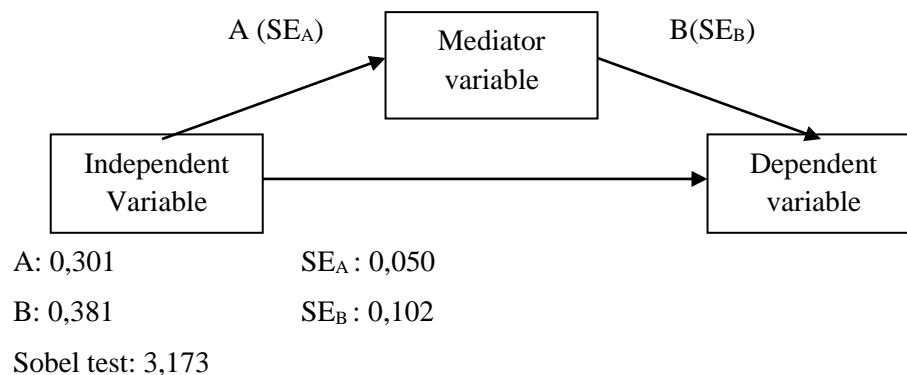 A (SEA)
B(SEB)
Mediator
variable
Independent
Variable
Dependent
variable
A: 0,301 SEA : 0,050
B: 0,381 SEB : 0,102
Sobel test: 3,173